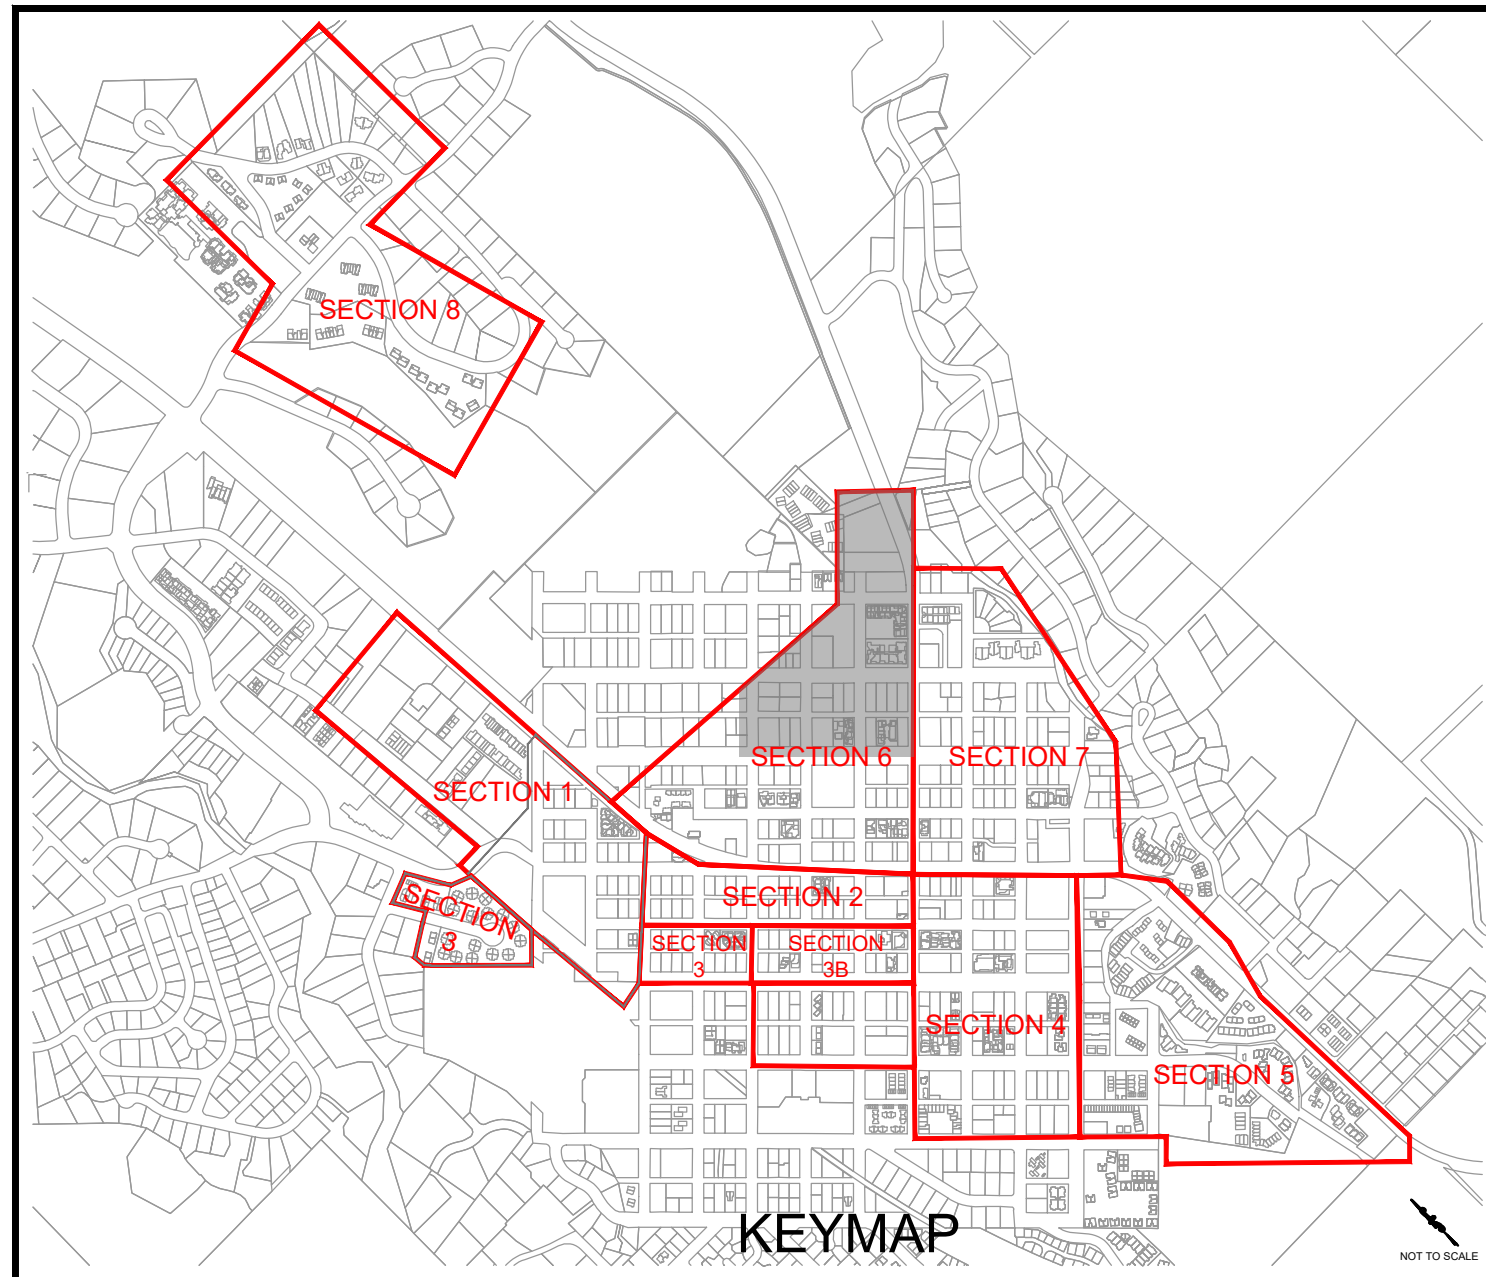 SECTION 8
SECTION 6
SECTION 7
SECTION 1
SECTION 2
SECTION
3
SECTION
3
SECTION
3B
SECTION 4
SECTION 5
KEYMAP
NOT TO SCALE